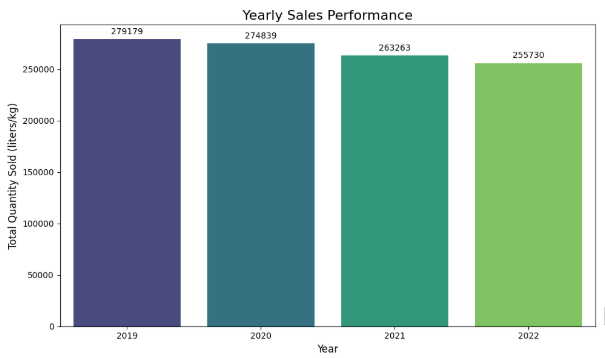 Yearly Sales Performance
279179
274839
263263
255730
Total Quantity Sold (liters/kg)
250000
200000
150000
100000
50000
0
2019 2020 2021 2022
Year